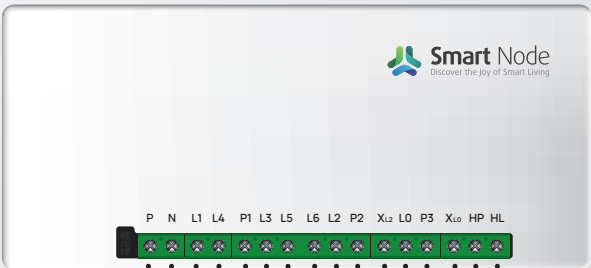 Smart Node
Discover the Joy of Smart Living
P N L1 L4 P1 L3 L5 L6 L2 P2 XL2 L0 P3 XL0 HP HL